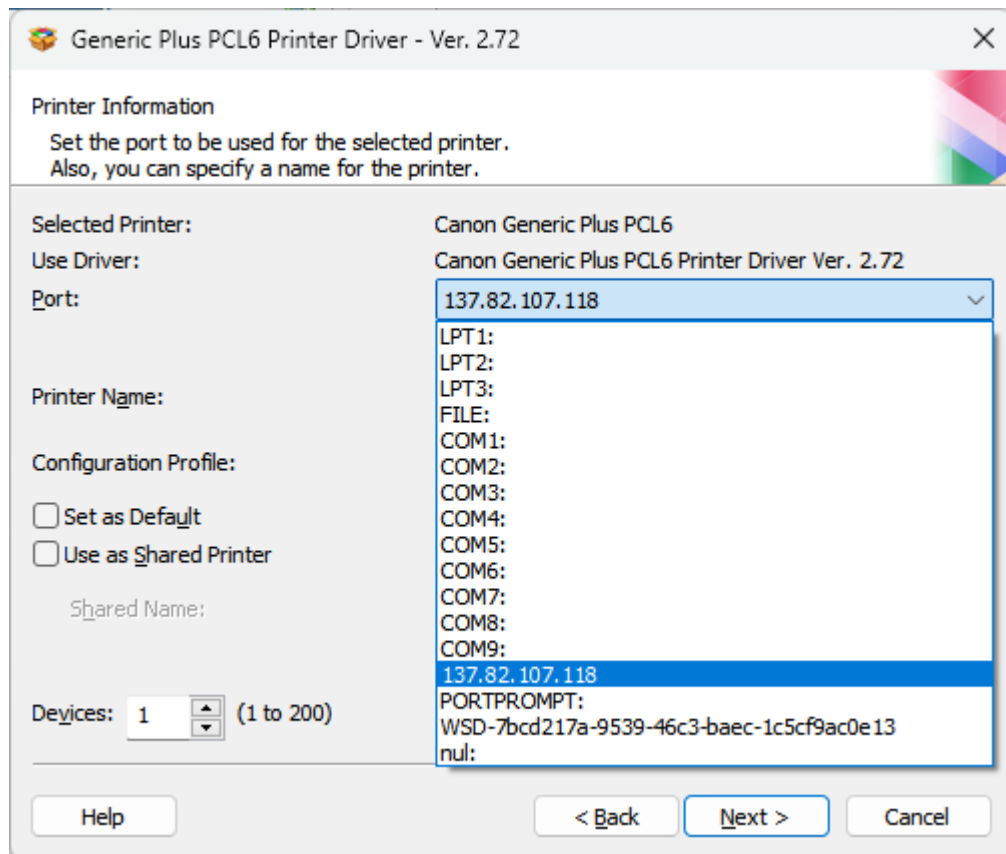 Generic Plus PCL6 Printer Driver - Ver. 2.72
Printer Information
Set the port to be used for the selected printer.
Also, you can specify a name for the printer.
Selected Printer: Canon Generic Plus PCL6
Use Driver: Canon Generic Plus PCL6 Printer Driver Ver. 2.72
Port: 137.82.107.118
LPT1:
LPT2:
LPT3:
Printer Name:
FILE:
COM1:
Configuration Profile:
COM2:
COM3:
Set as Default
COM4:
COM5:
Use as Shared Printer
COM6:
COM7:
Shared Name:
COM8:
COM9:
137.82.107.118
PORTPROMPT:
Devices: 1 (1 to 200)
WSD-7bcd217a-9539-46c3-baec-1c5cf9ac0e13
nul:
Help < Back Next > Cancel